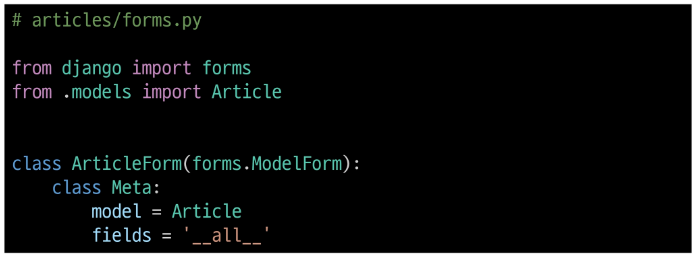 # articles/forms.py
from django import forms
from .models import Article
class ArticleForm(forms.ModelForm):
    class Meta:
        model = Article
        fields = '__all__'